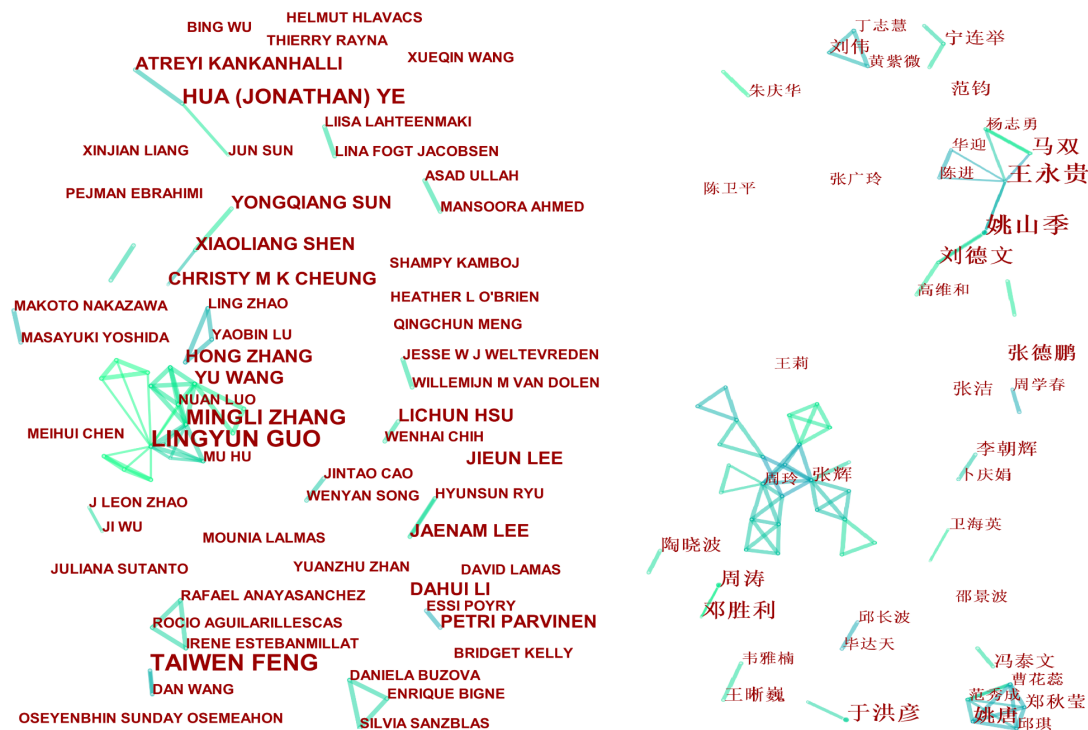 BING WU
HELMUT HLAVACS
THIERRY RAYNA
XUEQIN WANG
ATREYI KANKANHALLI
HUA (JONATHAN) YE
LIISA LAHTEENMAKI
XINJIAN LIANG
JUN SUN
LINA FOGT JACOBSEN
ASAD ULLAH
PEJMAN EBRAHIMI
YONGQIANG SUN
MANSOORA AHMED
XIAOLIANG SHEN
SHAMPY KAMBOJ
CHRISTY M K CHEUNG
HEATHER L O'BRIEN
MAKOTO NAKAZAWA
LING ZHAO
QINGCHUN MENG
MASAYUKI YOSHIDA
YAOBIN LU
HONG ZHANG
JESSE W J WELTEVREDEN
YU WANG
WILLEMIJN M VAN DOLEN
NUAN LUO
MINGLI ZHANG
LICHUN HSU
MEIHUI CHEN
LINGYUN GUO
WENHAI CHIH
MU HU
JIEUN LEE
JINTAO CAO
J LEON ZHAO
WENYAN SONG
HYUNSUN RYU
JI WU
MOUNIA LALMAS
JAENAM LEE
JULIANA SUTANTO
YUANZHU ZHAN
DAVID LAMAS
RAFAEL ANAYASANCHEZ
DAHUI LI
ESSI POYRY
ROCIO AGUILARILLESCAS
PETRI PARVINEN
IRENE ESTEBANMILLAT
TAIWEN FENG
BRIDGET KELLY
DAN WANG
DANIELA BUZOVA
ENRIQUE BIGNE
OSEYENBHIN SUNDAY OSEMEAHON
SILVIA SANZBLAS
丁志慧
刘伟
黄紫微
宁连举
朱庆华
范钧
杨志勇
华迎
马双
陈进
王永贵
陈卫平
张广玲
姚山季
刘德文
高维和
张德鹏
王莉
张洁
周学春
李朝辉
周玲
张辉
卜庆娟
卫海英
陶晓波
周涛
邓胜利
邵景波
邱长波
毕达天
韦雅楠
王晰巍
冯泰文
曹花蕊
范秀成
郑秋莹
姚唐
邱琪
于洪彦